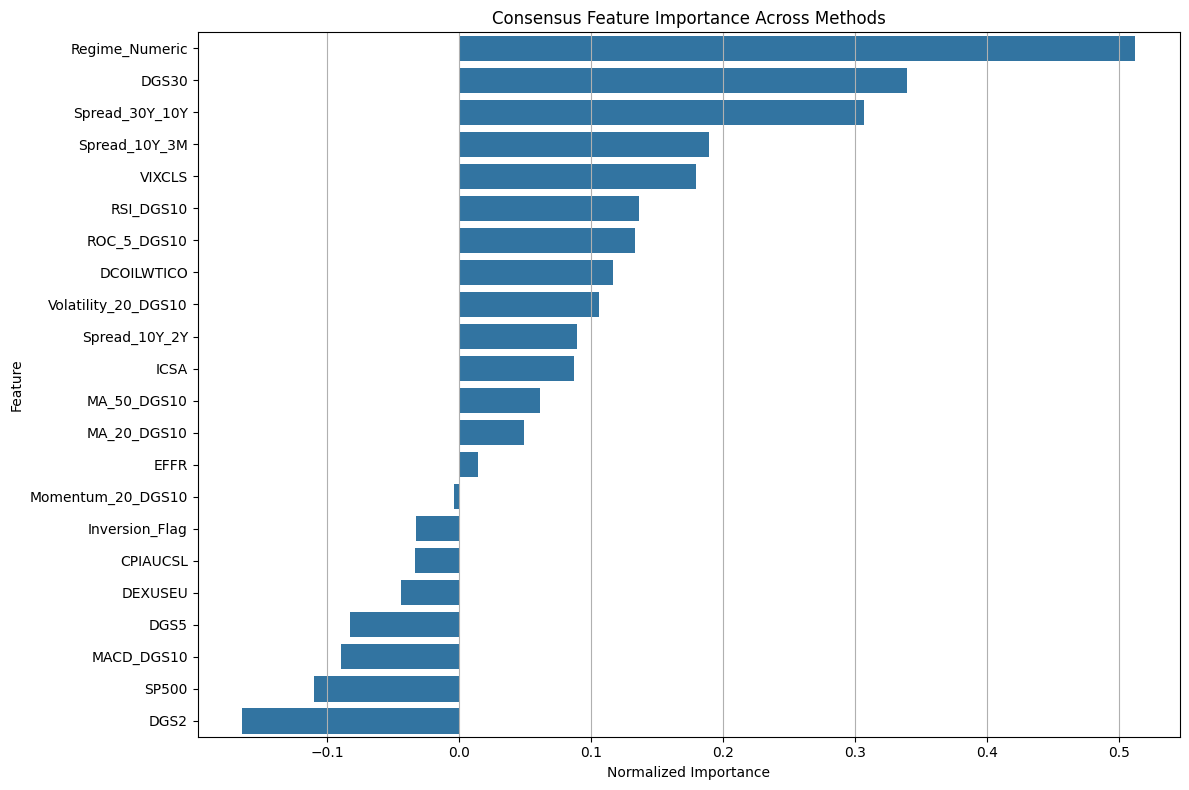 Consensus Feature Importance Across Methods
Regime_Numeric
DGS30
Spread_30Y_10Y
Spread_10Y_3M
VIXCLS
RSI_DGS10
ROC_5_DGS10
DCOILWTICO
Volatility_20_DGS10
Spread_10Y_2Y
ICSA
MA_50_DGS10
MA_20_DGS10
EFFR
Momentum_20_DGS10
Inversion_Flag
CPIAUCSL
DEXUSEU
DGS5
MACD_DGS10
SP500
DGS2
Feature
−0.1 0.0 0.1 0.2 0.3 0.4 0.5
Normalized Importance